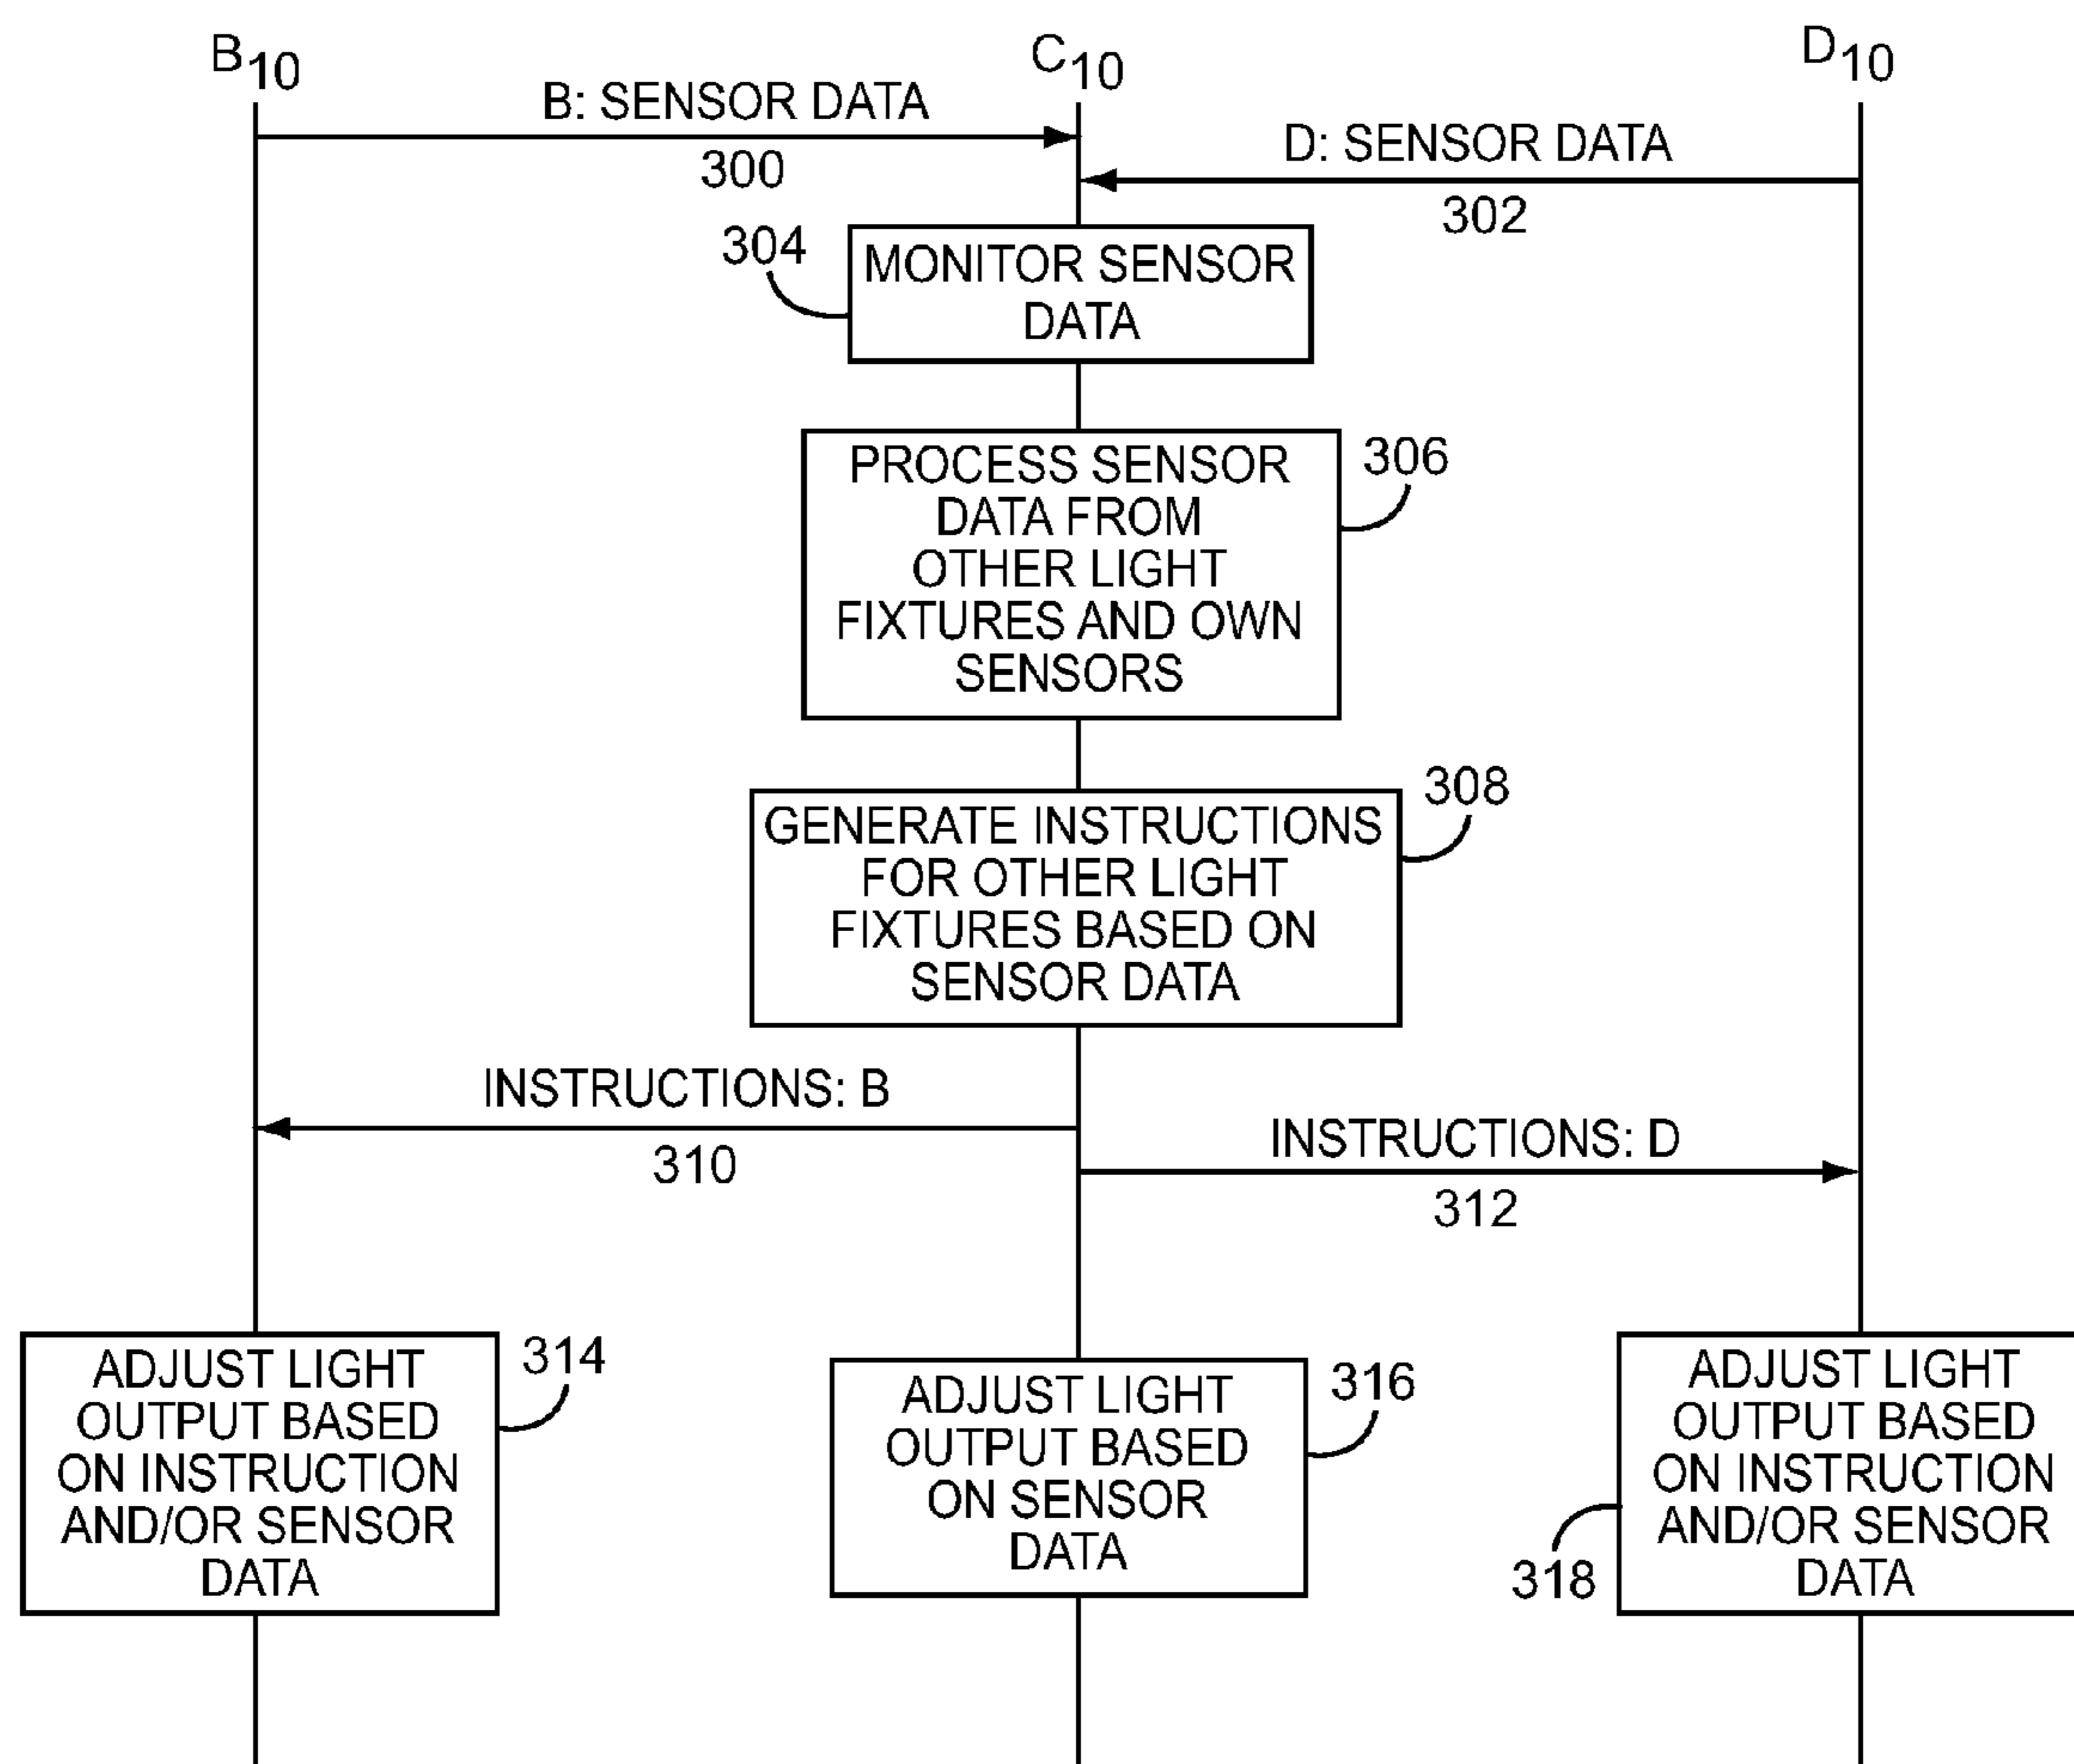 B10
C10
D10
B: SENSOR DATA
300
D: SENSOR DATA
302
304
MONITOR SENSOR
DATA
PROCESS SENSOR
DATA FROM
OTHER LIGHT
FIXTURES AND OWN
SENSORS
306
GENERATE INSTRUCTIONS
FOR OTHER LIGHT
FIXTURES BASED ON
SENSOR DATA
308
INSTRUCTIONS: B
310
INSTRUCTIONS: D
312
ADJUST LIGHT
OUTPUT BASED
ON INSTRUCTION
AND/OR SENSOR
DATA
314
ADJUST LIGHT
OUTPUT BASED
ON SENSOR
DATA
316
ADJUST LIGHT
OUTPUT BASED
ON INSTRUCTION
AND/OR SENSOR
DATA
318